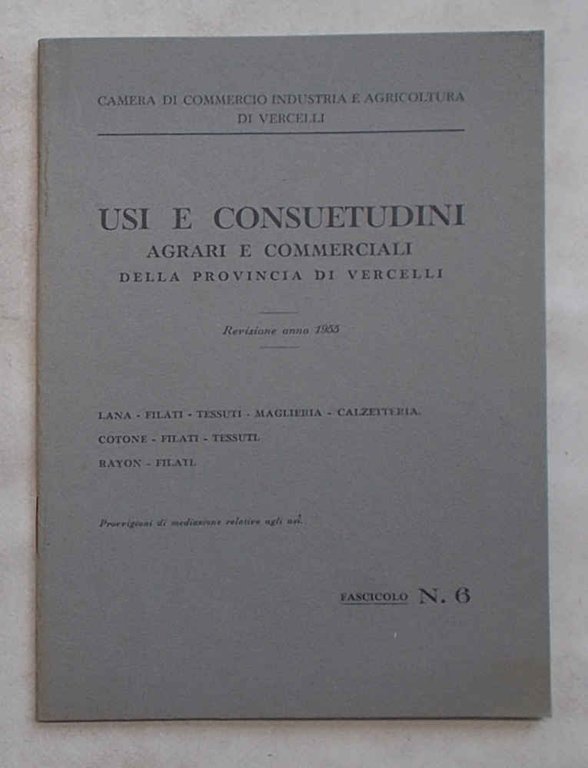 CAMERA DI COMMERCIO INDUSTRIA E AGRICOLTURA
DI VERCELLI
USI E CONSUETUDINI
AGRARI E COMMERCIALI
DELLA PROVINCIA DI VERCELLI
Revisione anno 1955
LANA - FILATI - TESSUTI - MAGLIERIA - CALZETTERIA.
COTONE - FILATI - TESSUTI.
RAYON - FILATI.
Provvigioni di mediazione relative agli usi.
FASCICOLO N. 6